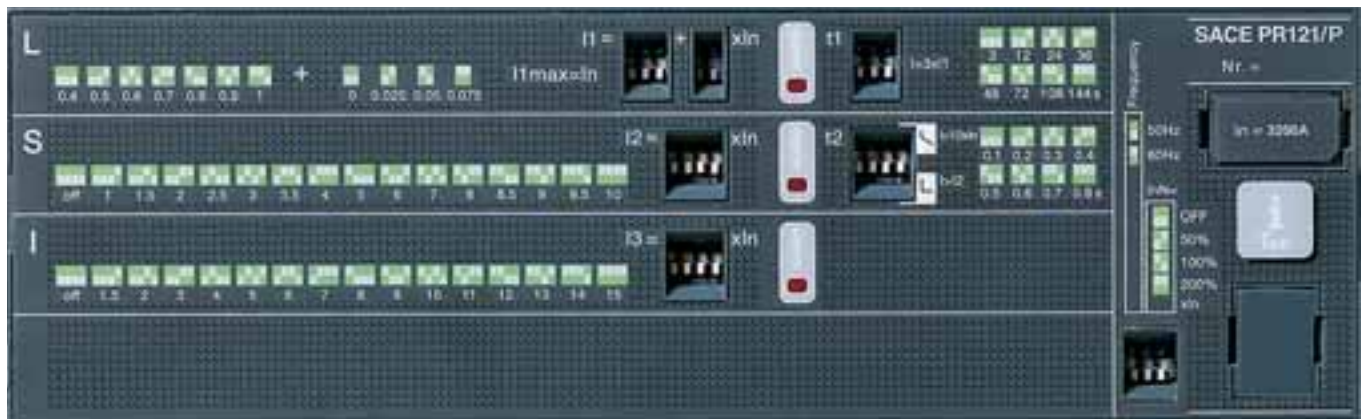 L
I1 =
+
xIn
t1
I1max=In
0.4 0.5 0.6 0.7 0.8 0.9 1
+
0 0.025 0.05 0.075
3 12 24 36
48 72 108 144s
S
I2=
xIn
t2
off 1 1.5 2 2.5 3 3.5 4 5 6 7 8 8.5 9 9.5 10
0.1 0.2 0.3 0.4
0.5 0.6 0.7 0.8s
I
I3 =
xIn
off 1.5 2 3 4 5 6 7 8 9 10 11 12 13 14 15
Frequency
50Hz
60Hz
OFF
50%
100%
200%
xIn
SACE PR121/P
Nr. =
Test